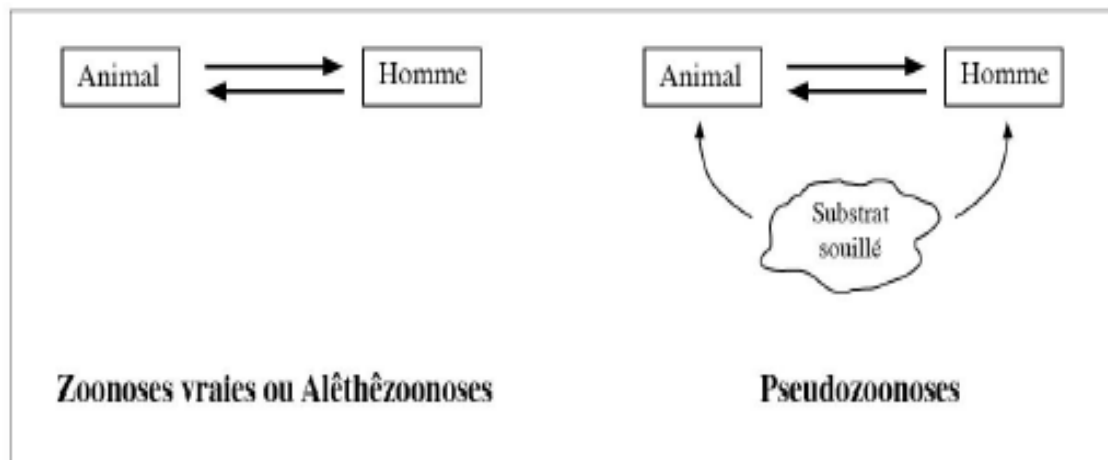 Animal
Homme
Animal
Homme
Substrat
souillé
Zoonoses vraies ou Alêthêzoonoses
Pseudozoonoses